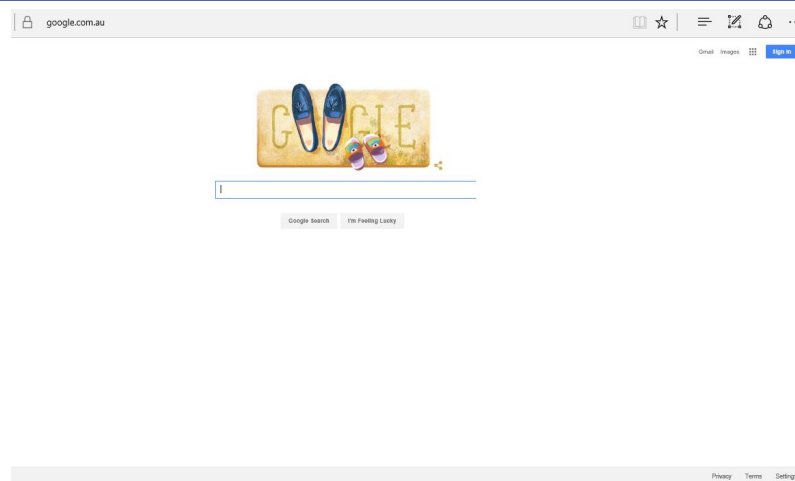 google.com.au
Gmail Images Sign in
GOOGLE
Google Search I'm Feeling Lucky
Privacy Terms Settings